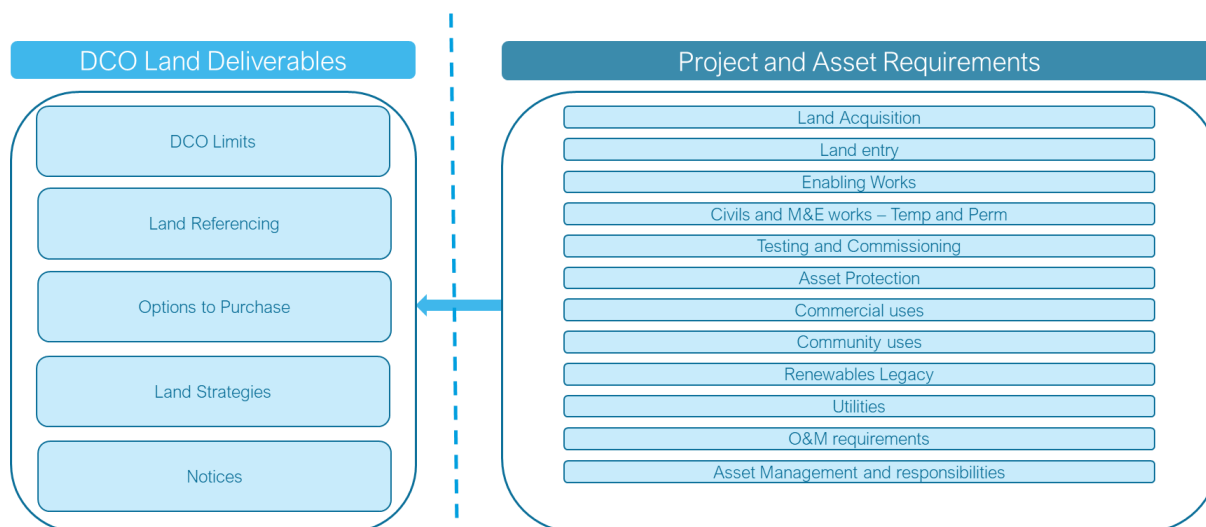 DCO Land Deliverables
DCO Limits
Land Referencing
Options to Purchase
Land Strategies
Notices
Project and Asset Requirements
Land Acquisition
Land entry
Enabling Works
Civils and M&E works – Temp and Perm
Testing and Commissioning
Asset Protection
Commercial uses
Community uses
Renewables Legacy
Utilities
O&M requirements
Asset Management and responsibilities